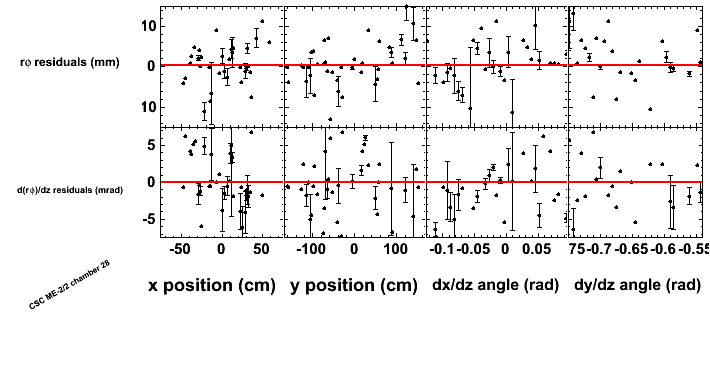 10
rφ residuals (mm)
0
10
5
d(rφ)/dz residuals (mrad)
0
-5
-50 0 50 -100 0 100 -0.1 -0.05 0 0.05 75 -0.7 -0.65 -0.6 -0.55
x position (cm) y position (cm) dx/dz angle (rad) dy/dz angle (rad)
CSC ME-2/2 chamber 28